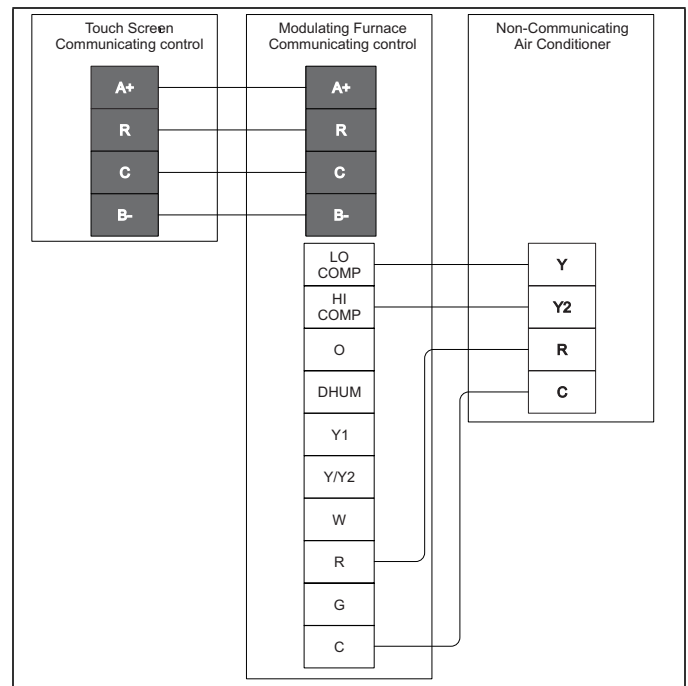 Touch Screen
Communicating control
A+
R
C
B-
Modulating Furnace
Communicating control
A+
R
C
B-
LO
COMP
HI
COMP
O
DHUM
Y1
Y/Y2
W
R
G
C
Non-Communicating
Air Conditioner
Y
Y2
R
C